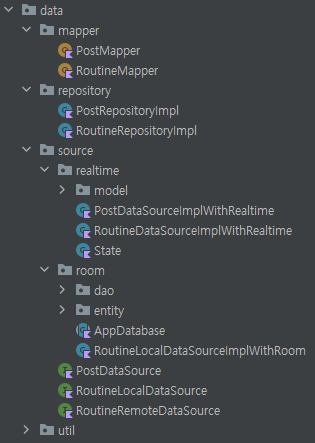 data
mapper
PostMapper
RoutineMapper
repository
PostRepositoryImpl
RoutineRepositoryImpl
source
realtime
model
PostDataSourceImplWithRealtime
RoutineDataSourceImplWithRealtime
State
room
dao
entity
AppDatabase
RoutineLocalDataSourceImplWithRoom
PostDataSource
RoutineLocalDataSource
RoutineRemoteDataSource
util